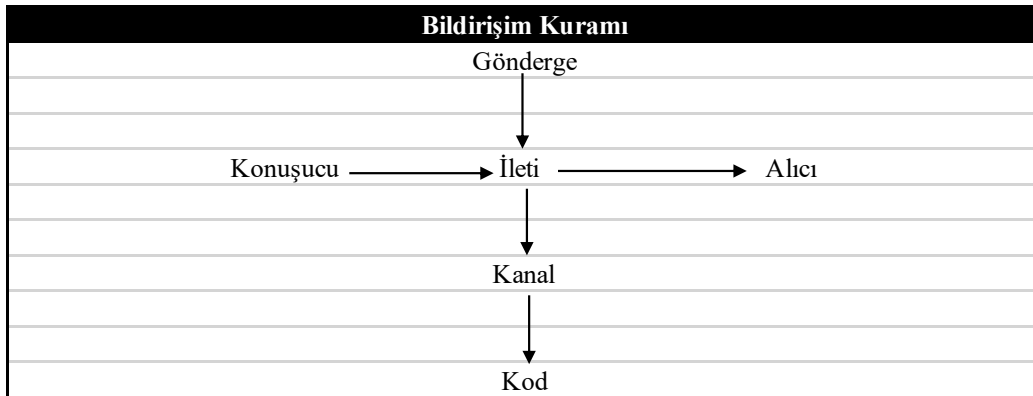 Bildirişim Kuramı
Gönderge
Konuşucu İleti Alıcı
Kanal
Kod